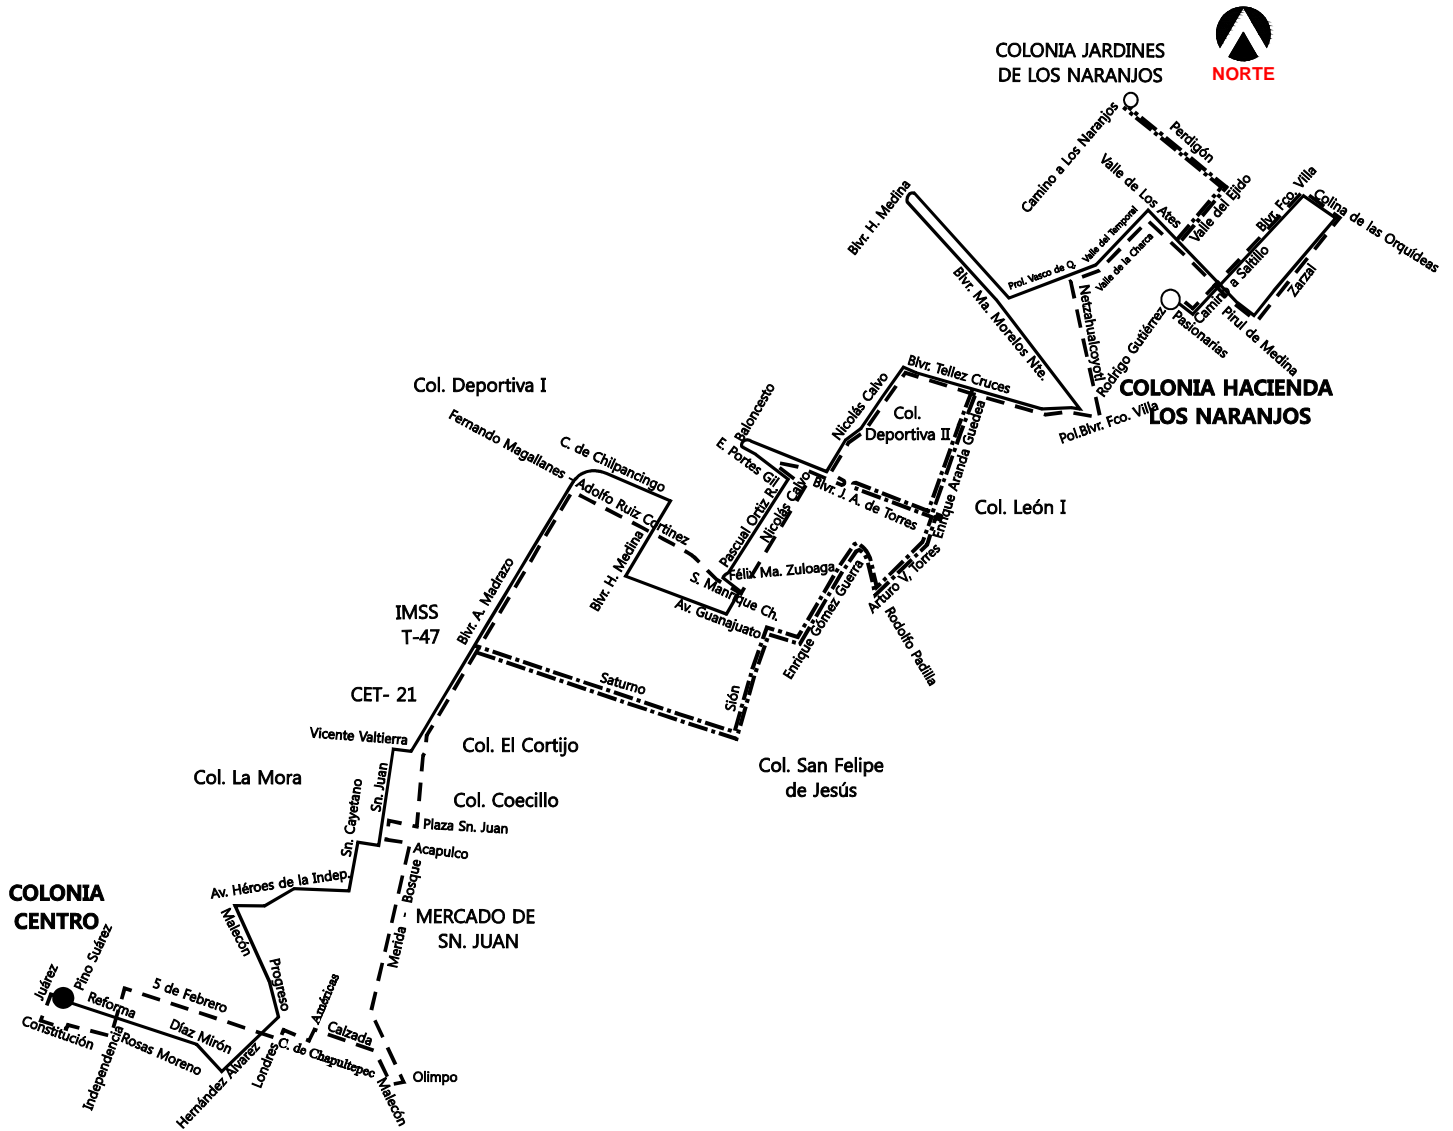 COLONIA JARDINES
DE LOS NARANJOS
NORTE
Camino a Los Naranjos
Perdigón
Valle de Los Ates
Valle del Ejido
Blvr. Fco. Villa
Colina de las Orquídeas
Blvr. H. Medina
Valle del Temporal
Valle de la Charca
Prol. Vasco de Q.
Camino a Saltillo
Zarzal
Blvr. Ma. Morelos Nte.
Netzahualcoyotl
Rodrigo Gutiérrez
Pasionarias
Pirul de Medina
COLONIA HACIENDA
LOS NARANJOS
Pol.Blvr. Fco. Villa
Blvr. Tellez Cruces
Col. Deportiva I
Nicolás Calvo
Col.
Deportiva II
Enrique Aranda Guedea
Baloncesto
E. Portes Gil
Fernando Magallanes - Adolfo Ruiz Cortinez
C. de Chilpancingo
Pascual Ortiz R.
Nicolás Calvo
Blvr. J. A. de Torres
Col. León I
Blvr. H. Medina
Félix Ma. Zuloaga
S. Manrique Ch.
Av. Guanajuato
Enrique Gómez Guerra
Arturo V, Torres
Rodolfo Padilla
Blvr. A. Madrazo
IMSS
T-47
CET- 21
Saturno
Sión
Vicente Valtierra
Col. El Cortijo
Col. San Felipe
de Jesús
Col. La Mora
Sn. Juan
Sn. Cayetano
Col. Coecillo
Plaza Sn. Juan
Acapulco
Av. Héroes de la Indep.
Merida - Bosque
MERCADO DE
SN. JUAN
COLONIA
CENTRO
Malecón
Progreso
Juárez
Pino Suárez
Reforma
5 de Febrero
Américas
Constitución
Independencia
Rosas Moreno
Díaz Mirón
Hernández Alvarez
Londres
C. de Chapultepec
Calzada
Malecón
Olimpo